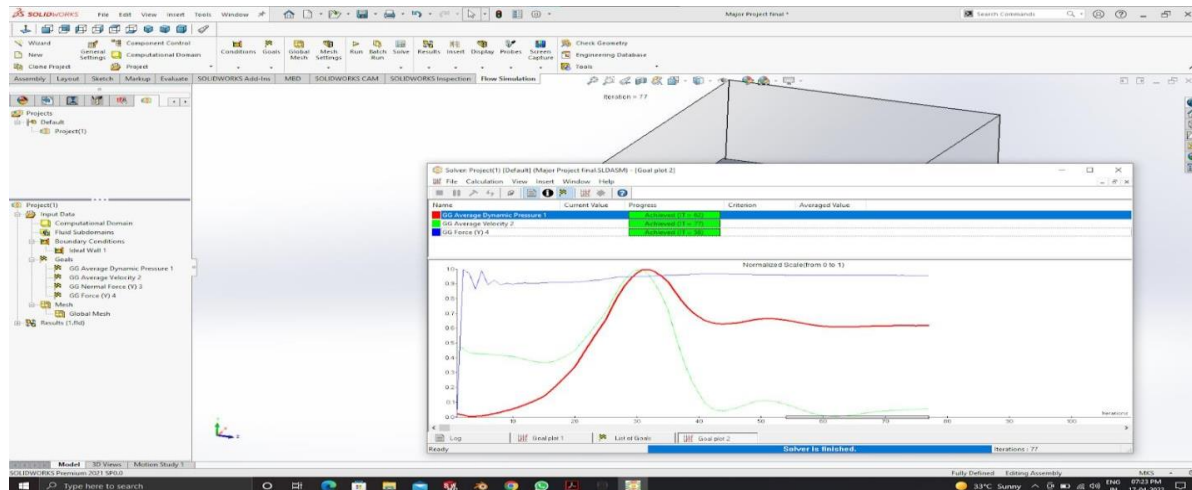 SOLIDWORKS File Edit View Insert Tools Window Major Project final * Search Commands
Wizard
New
Clone Project
General Settings
Component Control
Computational Domain
Project
Conditions Goals Global Mesh Mesh Settings Run Batch Run Solve Results Insert Display Probes Screen Capture
Check Geometry
Engineering Database
Tools
Assembly Layout Sketch Markup Evaluate SOLIDWORKS Add-Ins MBD SOLIDWORKS CAM SOLIDWORKS Inspection Flow Simulation
Iteration = 77
Projects
Default
Project(1)
Project(1)
Input Data
Computational Domain
Fluid Subdomains
Boundary Conditions
Ideal Wall 1
Goals
GG Average Dynamic Pressure 1
GG Average Velocity 2
GG Normal Force (Y) 3
GG Force (Y) 4
Mesh
Global Mesh
Results (1.fld)
Solver: Project(1) [Default] (Major Project final.SLDASM) - [Goal plot 2]
File Calculation View Insert Window Help
Name Current Value Progress Criterion Averaged Value
GG Average Dynamic Pressure 1 Achieved (IT = 62)
GG Average Velocity 2 Achieved (IT = 77)
GG Force (Y) 4
Normalized Scale(from 0 to 1)
1.0
0.9
0.8
0.7
0.6
0.5
0.4
0.3
0.2
0.1
0.0
10 20 30 40 50 60 70 80 90 100
Iterations
Log Goal plot 1 List of Goals Goal plot 2
Ready Solver is finished. Iterations : 77
Model 3D Views Motion Study 1
SOLIDWORKS Premium 2021 SP0.0 Fully Defined Editing Assembly MKS
Type here to search 33°C Sunny ENG 07:23 PM
IN 17-04-2022